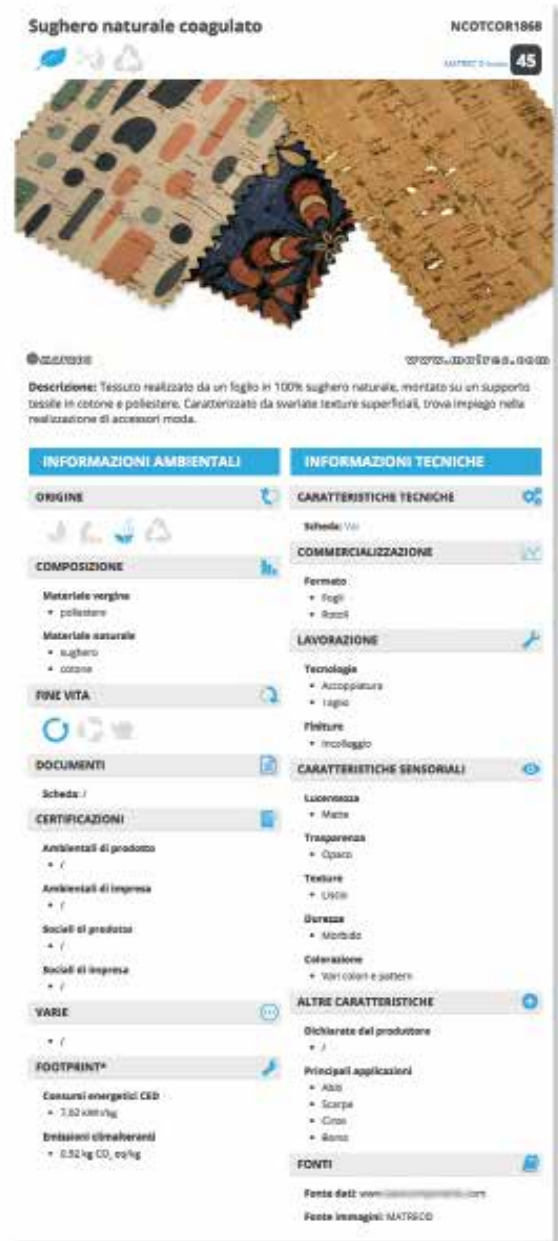 Sughero naturale coagulato
NCOTCOR1868
45
©MATREC
www.matrec.com
Descrizione: Tessuto realizzato da un foglio in 100% sughero naturale, montato su un supporto
tessile in cotone e poliestere. Caratterizzato da svariate texture superficiali, trova impiego nella
realizzazione di accessori moda.
INFORMAZIONI AMBIENTALI
ORIGINE
COMPOSIZIONE
Materiale vergine
• poliestere
Materiale naturale
• sughero
• cotone
FINE VITA
DOCUMENTI
Scheda: /
CERTIFICAZIONI
Ambientali di prodotto
• /
Ambientali di impresa
• /
Sociali di prodotto
• /
Sociali di impresa
• /
VARIE
• /
FOOTPRINT*
Consumi energetici CED
Emissioni climalteranti
• 0.92 kg CO₂ eq/kg
INFORMAZIONI TECNICHE
CARATTERISTICHE TECNICHE
Scheda: Vai
COMMERCIALIZZAZIONE
Formato
• Fogli
• Rotoli
LAVORAZIONE
Tecnologie
• Accoppiatura
• Taglio
Finiture
• Incollaggio
CARATTERISTICHE SENSORIALI
Lucentezza
• Matte
Trasparenza
• Opaco
Texture
• Liscio
Durezza
• Morbido
Colorazione
• Vari colori e pattern
ALTRE CARATTERISTICHE
Dichiarate dal produttore
• /
Principali applicazioni
• Abiti
• Scarpe
• Cinte
• Borse
FONTI
Fonte dati: www. .com
Fonte immagini: MATREC©